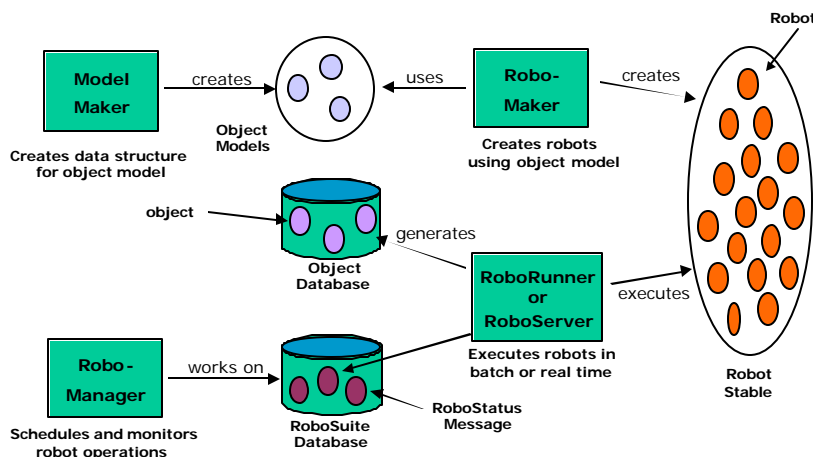 Robot
Model
Maker
creates
Object
Models
uses
Robo-
Maker
creates
Creates data structure
for object model
Creates robots
using object model
object
Object
Database
generates
RoboRunner
or
RoboServer
executes
Executes robots in
batch or real time
Robot
Stable
Robo-
Manager
works on
RoboSuite
Database
RoboStatus
Message
Schedules and monitors
robot operations